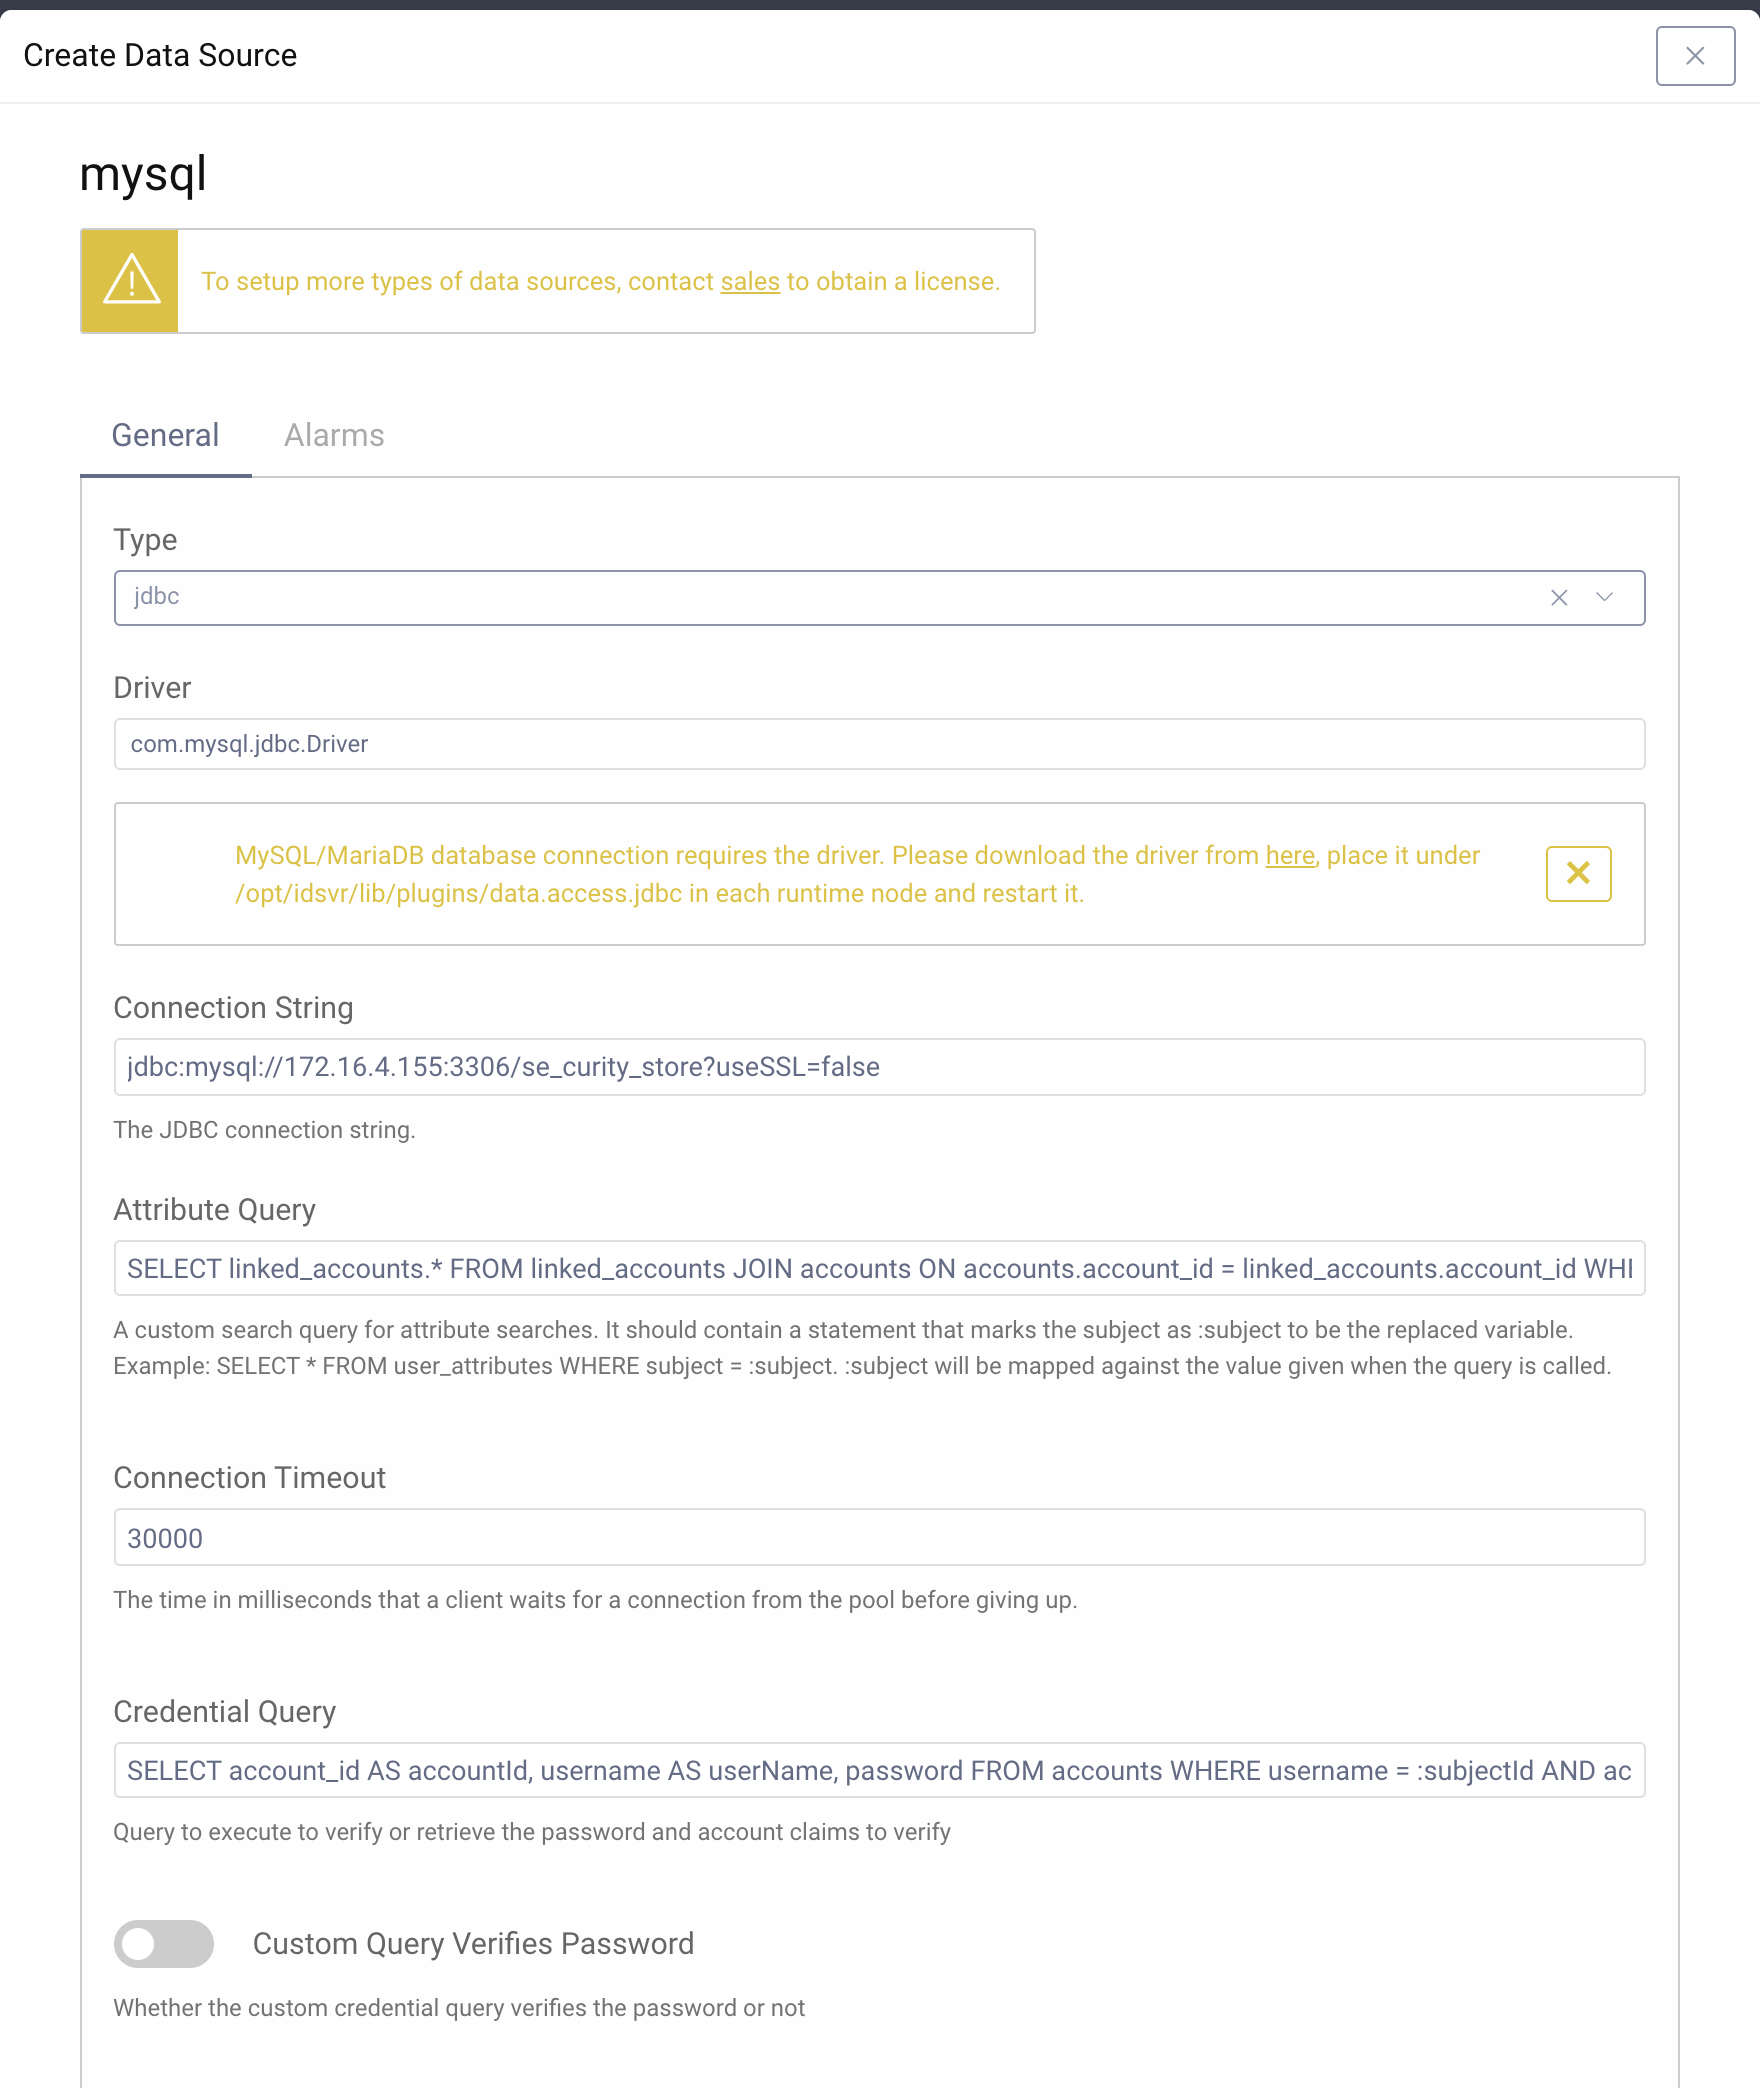 Create Data Source
mysql
To setup more types of data sources, contact sales to obtain a license.
General
Alarms
Type
jdbc
Driver
com.mysql.jdbc.Driver
MySQL/MariaDB database connection requires the driver. Please download the driver from here, place it under
/opt/idsvr/lib/plugins/data.access.jdbc in each runtime node and restart it.
Connection String
jdbc:mysql://172.16.4.155:3306/se_curity_store?useSSL=false
The JDBC connection string.
Attribute Query
SELECT linked_accounts.* FROM linked_accounts JOIN accounts ON accounts.account_id = linked_accounts.account_id WHI
A custom search query for attribute searches. It should contain a statement that marks the subject as :subject to be the replaced variable.
Example: SELECT * FROM user_attributes WHERE subject = :subject. :subject will be mapped against the value given when the query is called.
Connection Timeout
30000
The time in milliseconds that a client waits for a connection from the pool before giving up.
Credential Query
SELECT account_id AS accountId, username AS userName, password FROM accounts WHERE username = :subjectId AND ac
Query to execute to verify or retrieve the password and account claims to verify
Custom Query Verifies Password
Whether the custom credential query verifies the password or not